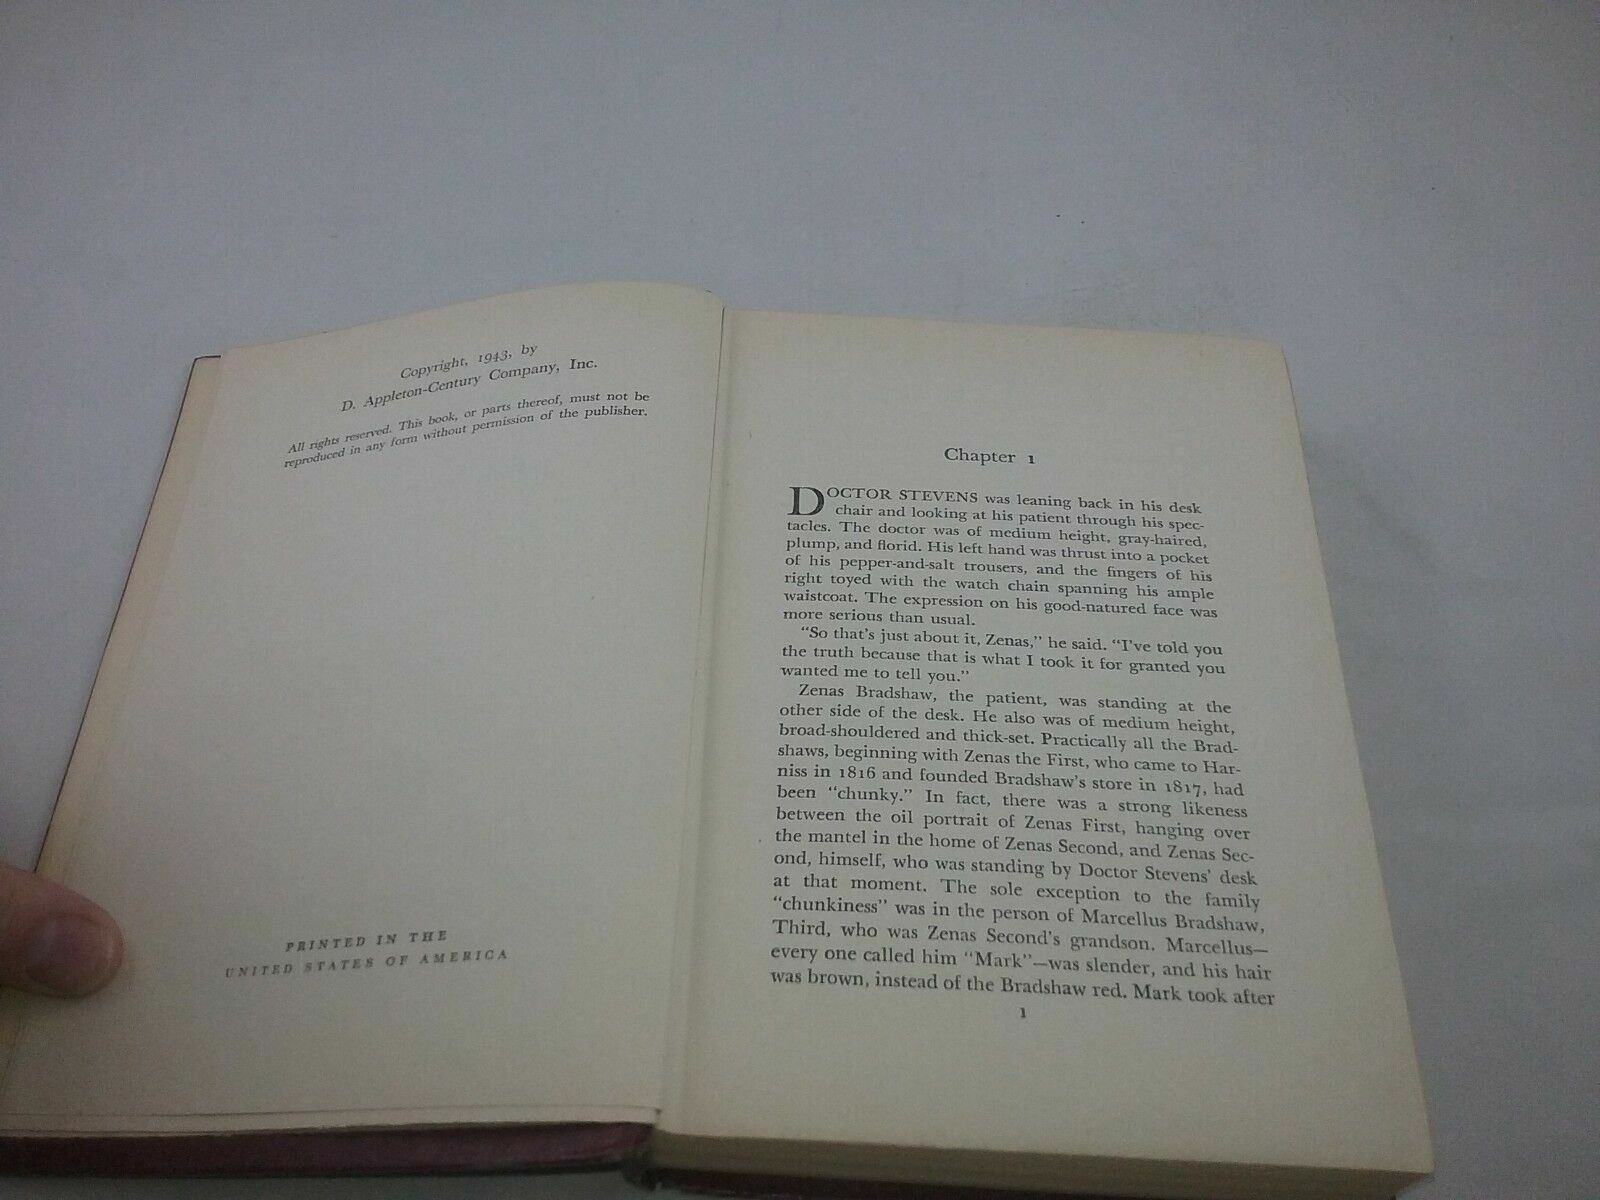 Copyright, 1943, by
D. Appleton-Century Company, Inc.
All rights reserved. This book, or parts thereof, must not be
reproduced in any form without permission of the publisher.
PRINTED IN THE
UNITED STATES OF AMERICA
Chapter 1
DOCTOR STEVENS was leaning back in his desk
chair and looking at his patient through his spec-
tacles. The doctor was of medium height, gray-haired,
plump, and florid. His left hand was thrust into a pocket
of his pepper-and-salt trousers, and the fingers of his
right toyed with the watch chain spanning his ample
waistcoat. The expression on his good-natured face was
more serious than usual.
"So that's just about it, Zenas," he said. "I've told you
the truth because that is what I took it for granted you
wanted me to tell you."
Zenas Bradshaw, the patient, was standing at the
other side of the desk. He also was of medium height,
broad-shouldered and thick-set. Practically all the Brad-
shaws, beginning with Zenas the First, who came to Har-
niss in 1816 and founded Bradshaw's store in 1817, had
been "chunky." In fact, there was a strong likeness
between the oil portrait of Zenas First, hanging over
the mantel in the home of Zenas Second, and Zenas Sec-
ond, himself, who was standing by Doctor Stevens' desk
at that moment. The sole exception to the family
"chunkiness" was in the person of Marcellus Bradshaw,
Third, who was Zenas Second's grandson. Marcellus—
every one called him "Mark"—was slender, and his hair
was brown, instead of the Bradshaw red. Mark took after
1